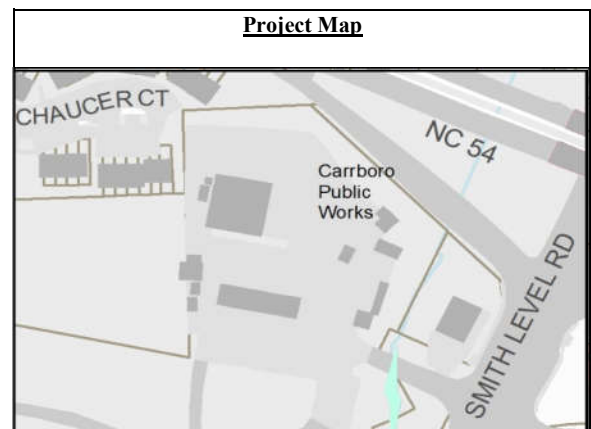 Project Map
CHAUCER CT
NC 54
Carrboro
Public
Works
SMITH LEVEL RD